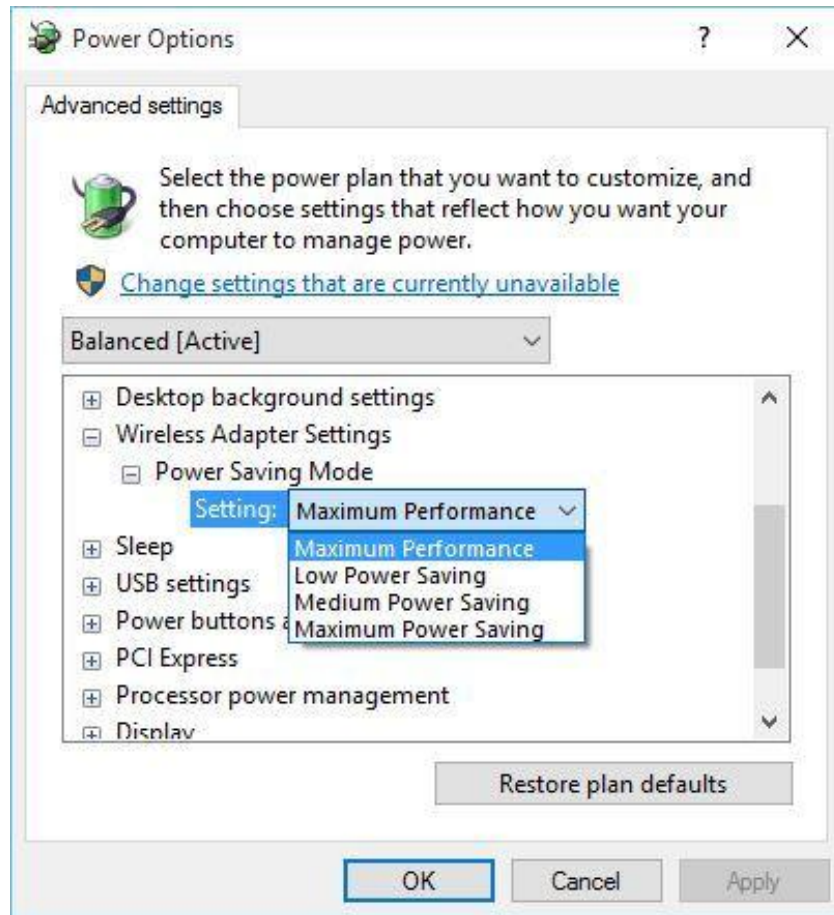 Power Options
Advanced settings
Select the power plan that you want to customize, and
then choose settings that reflect how you want your
computer to manage power.
Change settings that are currently unavailable
Balanced [Active]
Desktop background settings
Wireless Adapter Settings
Power Saving Mode
Setting: Maximum Performance
Maximum Performance
Low Power Saving
Medium Power Saving
Maximum Power Saving
Sleep
USB settings
Power buttons
PCI Express
Processor power management
Display
Restore plan defaults
OK Cancel Apply